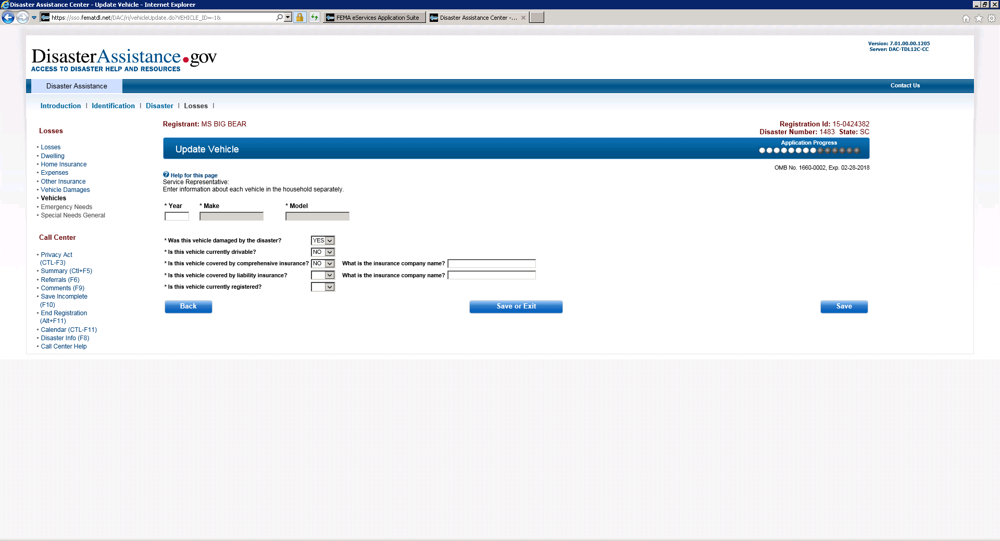 Disaster Assistance Center - Update Vehicle - Internet Explorer
https://sso.fematdl.net/DAC/ri/vehicleUpdate.do?VEHICLE_ID=-1&
FEMA eServices Application Suite
Disaster Assistance Center -...
Version: 7.01.00.00.1205
Server: DAC-TDL12C-CC
DisasterAssistance.gov
ACCESS TO DISASTER HELP AND RESOURCES
Disaster Assistance
Contact Us
Introduction | Identification | Disaster | Losses |
Losses
• Losses
• Dwelling
• Home Insurance
• Expenses
• Other Insurance
• Vehicle Damages
• Vehicles
• Emergency Needs
• Special Needs General
Call Center
• Privacy Act
(CTL-F3)
• Summary (Ctl+F5)
• Referrals (F6)
• Comments (F9)
• Save Incomplete
(F10)
• End Registration
(Alt+F11)
• Calendar (CTL-F11)
• Disaster Info (F8)
• Call Center Help
Registrant: MS BIG BEAR
Registration Id: 15-0424382
Disaster Number: 1483 State: SC
Update Vehicle
Application Progress
OMB No. 1660-0002, Exp. 02-28-2018
? Help for this page
Service Representative:
Enter information about each vehicle in the household separately.
* Year * Make * Model
* Was this vehicle damaged by the disaster? YES
* Is this vehicle currently drivable? NO
* Is this vehicle covered by comprehensive insurance? NO What is the insurance company name?
* Is this vehicle covered by liability insurance? What is the insurance company name?
* Is this vehicle currently registered?
Back
Save or Exit
Save